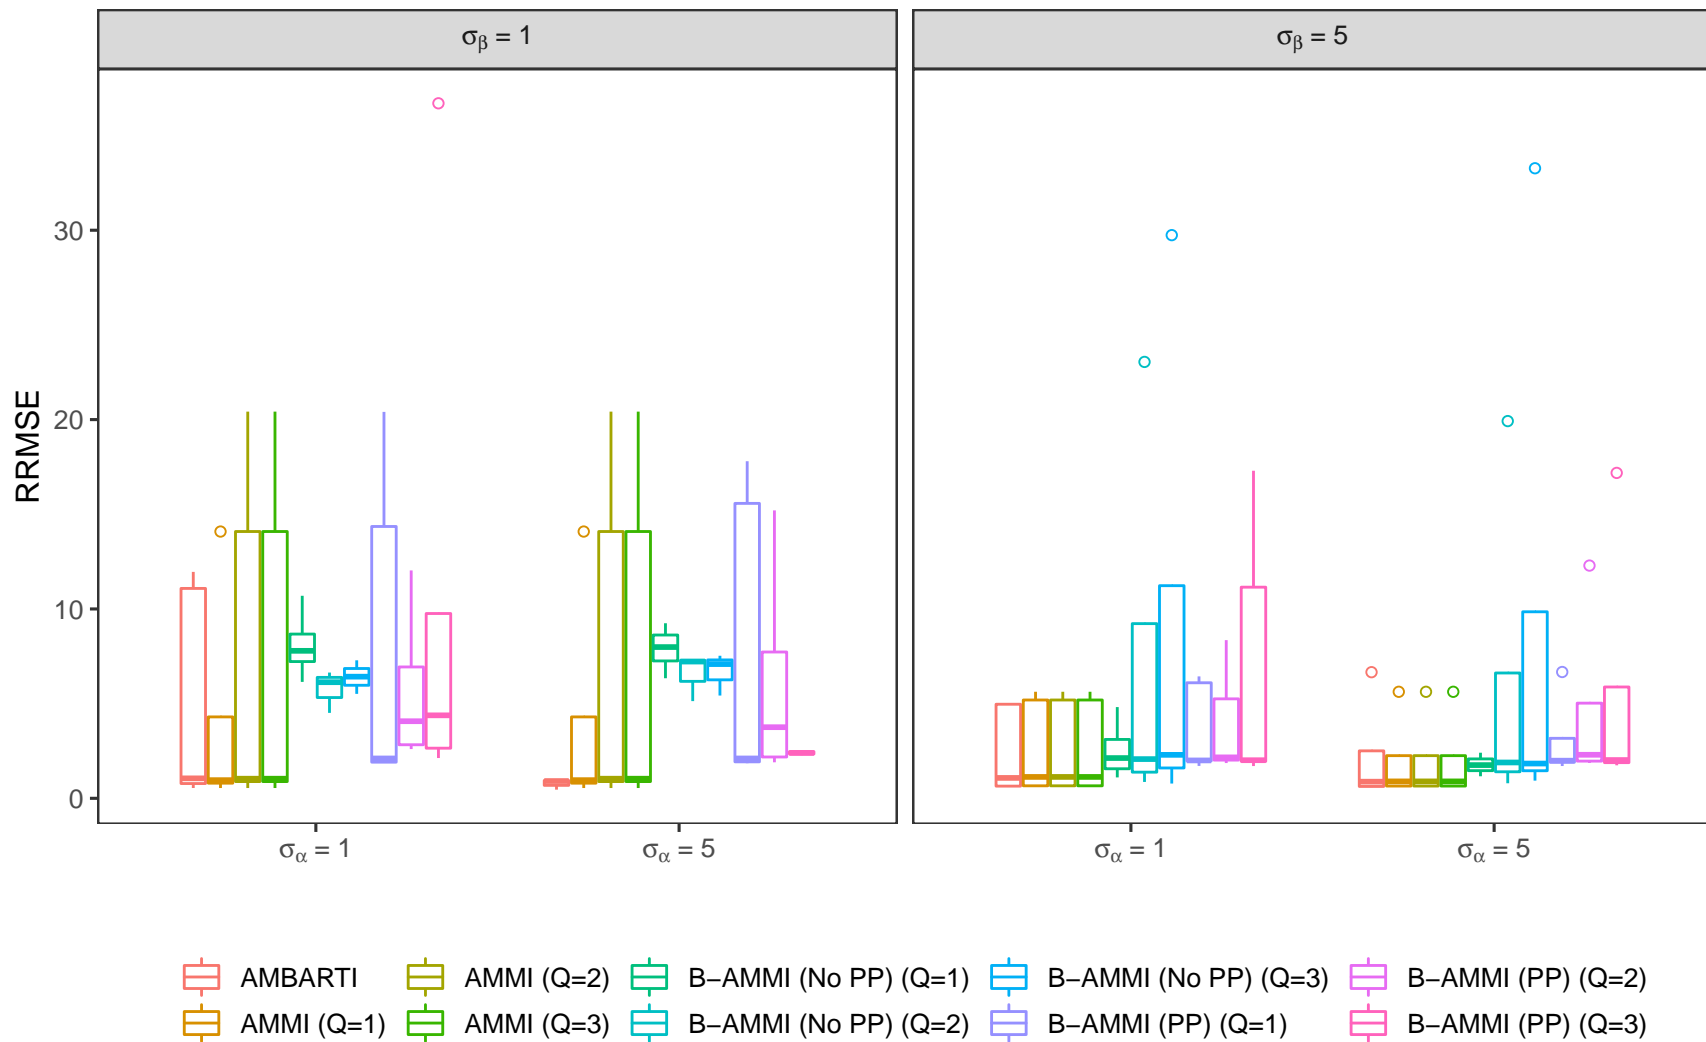 σβ = 1
σβ = 5
RRMSE
30
20
10
0
σα = 1
σα = 5
σα = 1
σα = 5
AMBARTI
AMMI (Q=2)
B−AMMI (No PP) (Q=1)
B−AMMI (No PP) (Q=3)
B−AMMI (PP) (Q=2)
AMMI (Q=1)
AMMI (Q=3)
B−AMMI (No PP) (Q=2)
B−AMMI (PP) (Q=1)
B−AMMI (PP) (Q=3)